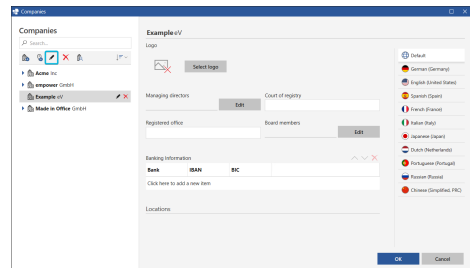 Companies
Companies
Search...
Acme Inc
empower GmbH
Example eV
Made in Office GmbH
Example eV
Logo
Select logo
Managing directors
Edit
Court of registry
Registered office
Board members
Edit
Banking information
Bank IBAN BIC
Click here to add a new item
Locations
Default
German (Germany)
English (United States)
Spanish (Spain)
French (France)
Italian (Italy)
Japanese (Japan)
Dutch (Netherlands)
Portuguese (Portugal)
Russian (Russia)
Chinese (Simplified, PRC)
OK Cancel